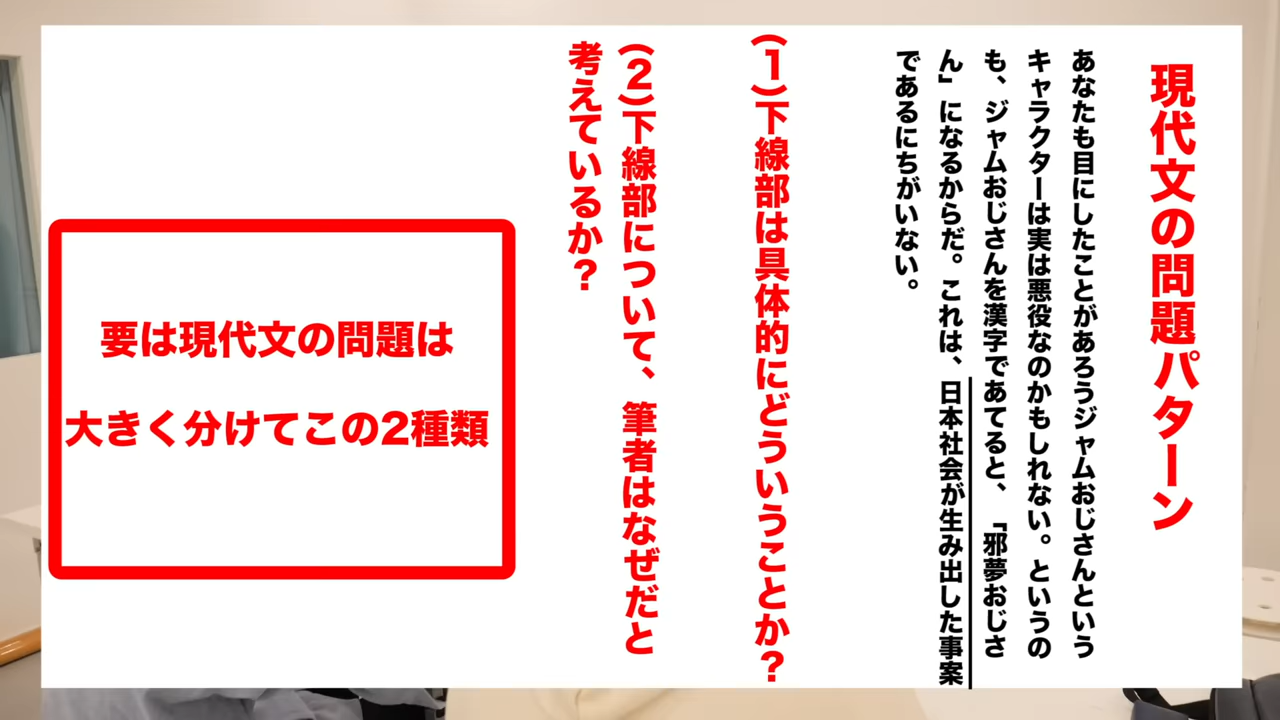 現代文の問題パターン
あなたも目にしたことがあろうジャムおじさんという
キャラクターは実は悪役なのかもしれない。というの
も、ジャムおじさんを漢字であてると、「邪夢おじさ
ん」になるからだ。これは、日本社会が生み出した事案
であるにちがいない。
(1)下線部は具体的にどういうことか?
(2)下線部について、筆者はなぜだと
考えているか?
要は現代文の問題は
大きく分けてこの2種類